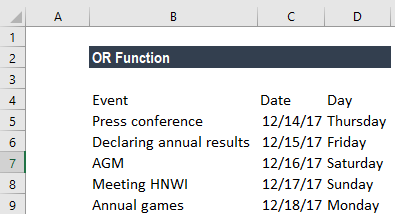 A B C D
1
2 OR Function
3
4 Event Date Day
5 Press conference 12/14/17 Thursday
6 Declaring annual results 12/15/17 Friday
7 AGM 12/16/17 Saturday
8 Meeting HNWI 12/17/17 Sunday
9 Annual games 12/18/17 Monday